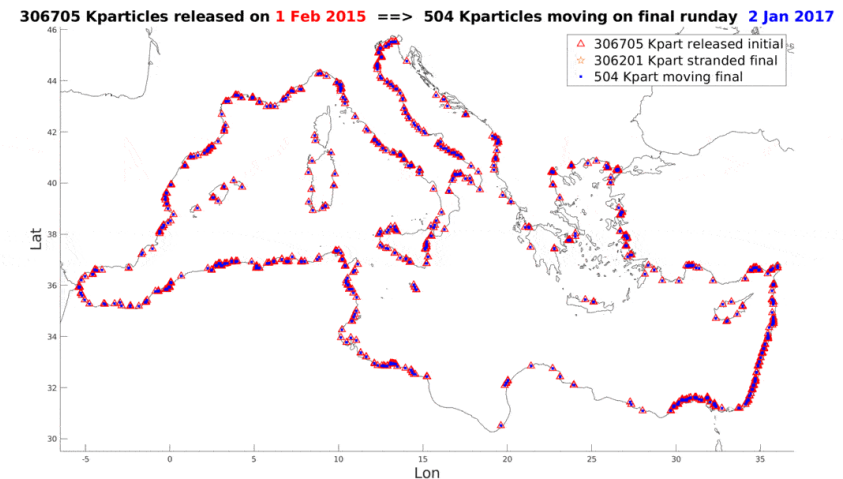 306705 Kparticles released on 1 Feb 2015 ==> 504 Kparticles moving on final runday 2 Jan 2017
306705 Kpart released initial
306201 Kpart stranded final
504 Kpart moving final
46
44
42
40
38
36
34
32
30
Lat
-5 0 5 10 15 20 25 30 35
Lon